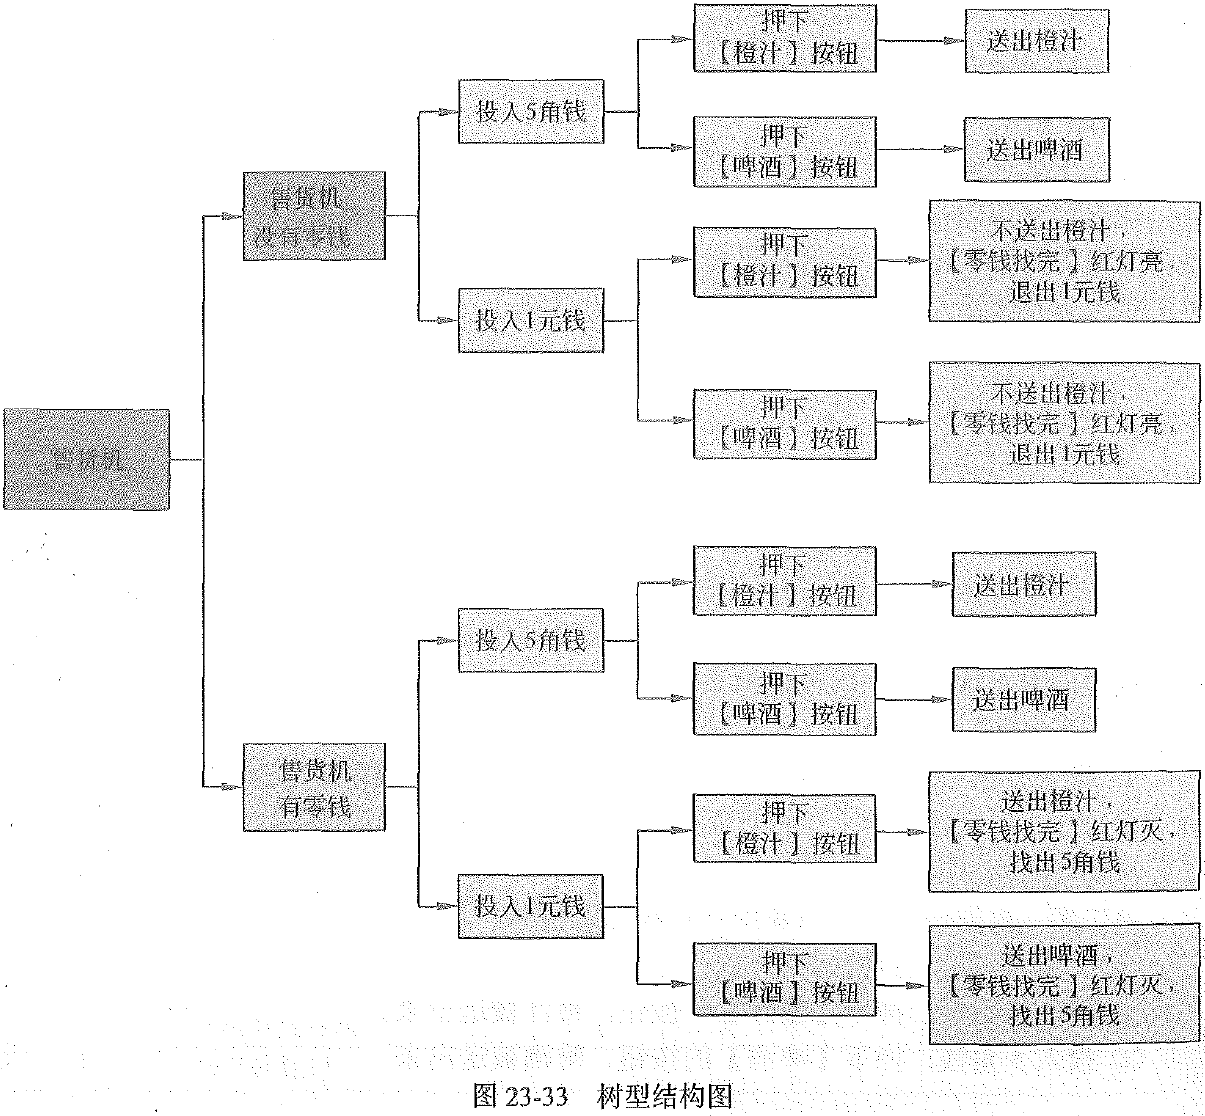 押下
【橙汁】按钮
送出橙汁
投入5角钱
押下
【啤酒】按钮
送出啤酒
售货机
没有零钱
押下
【橙汁】按钮
不送出橙汁，
【零钱找完】红灯亮，
退出1元钱
投入1元钱
押下
【啤酒】按钮
不送出橙汁，
【零钱找完】红灯亮，
退出1元钱
售货机
押下
【橙汁】按钮
送出橙汁
投入5角钱
押下
【啤酒】按钮
送出啤酒
售货机
有零钱
押下
【橙汁】按钮
送出橙汁，
【零钱找完】红灯灭，
找出5角钱
投入1元钱
押下
【啤酒】按钮
送出啤酒，
【零钱找完】红灯灭，
找出5角钱
图 23-33 树型结构图